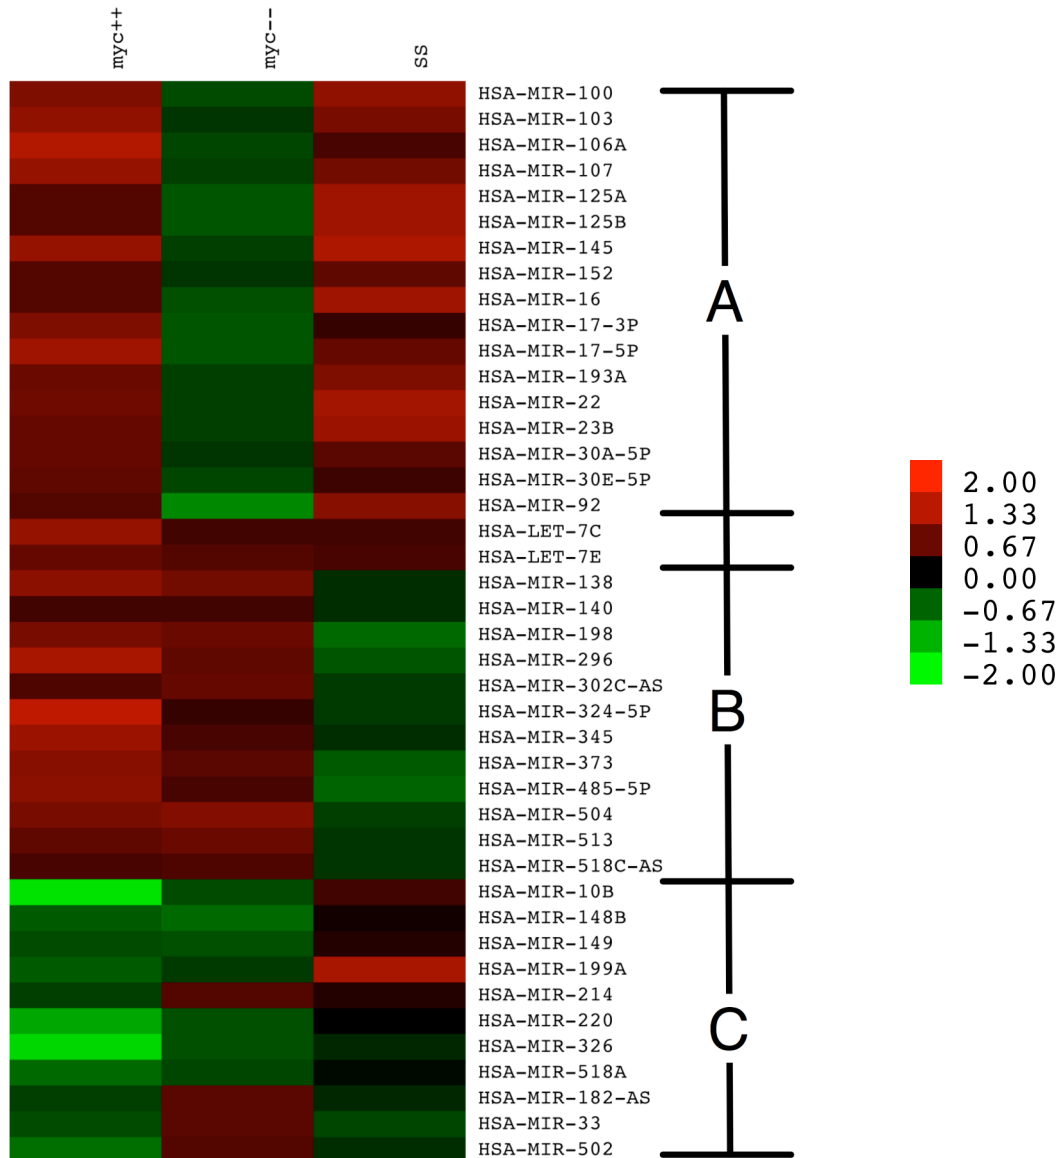 myc++
myc--
SS
HSA-MIR-100
HSA-MIR-103
HSA-MIR-106A
HSA-MIR-107
HSA-MIR-125A
HSA-MIR-125B
HSA-MIR-145
HSA-MIR-152
HSA-MIR-16
HSA-MIR-17-3P
HSA-MIR-17-5P
HSA-MIR-193A
HSA-MIR-22
HSA-MIR-23B
HSA-MIR-30A-5P
HSA-MIR-30E-5P
HSA-MIR-92
HSA-LET-7C
HSA-LET-7E
HSA-MIR-138
HSA-MIR-140
HSA-MIR-198
HSA-MIR-296
HSA-MIR-302C-AS
HSA-MIR-324-5P
HSA-MIR-345
HSA-MIR-373
HSA-MIR-485-5P
HSA-MIR-504
HSA-MIR-513
HSA-MIR-518C-AS
HSA-MIR-10B
HSA-MIR-148B
HSA-MIR-149
HSA-MIR-199A
HSA-MIR-214
HSA-MIR-220
HSA-MIR-326
HSA-MIR-518A
HSA-MIR-182-AS
HSA-MIR-33
HSA-MIR-502
A
B
C
2.00
1.33
0.67
0.00
-0.67
-1.33
-2.00